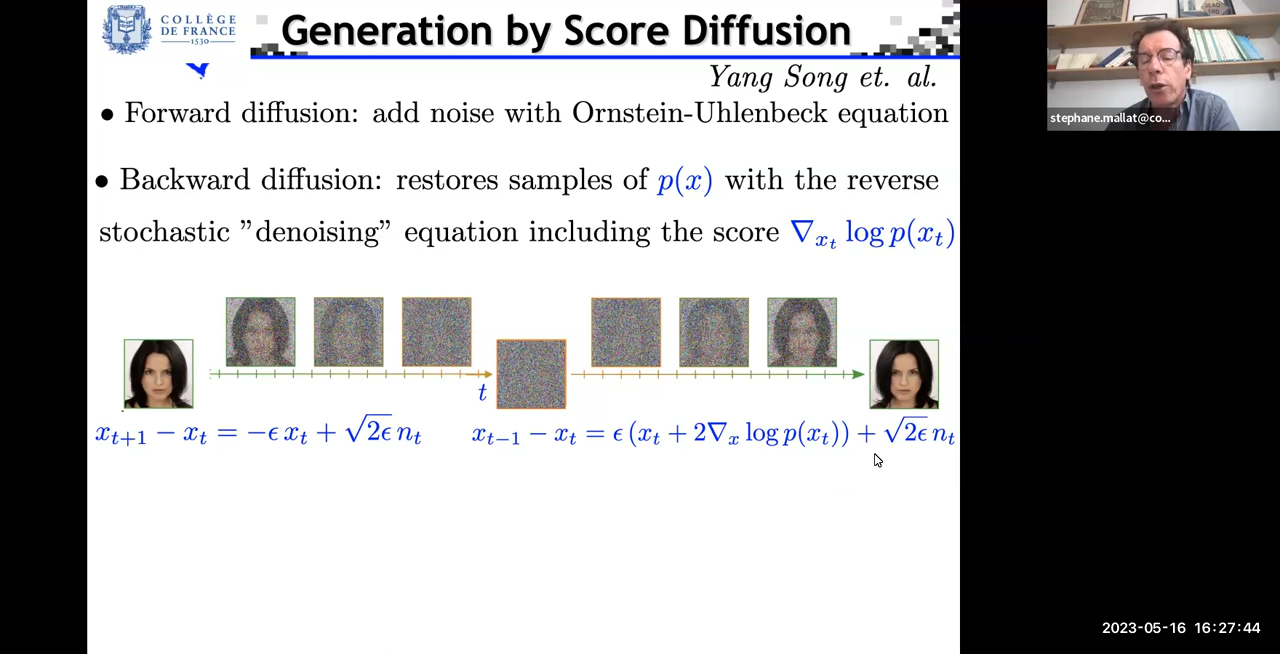 COLLÈGE
DE FRANCE
1530
Generation by Score Diffusion
Yang Song et. al.
• Forward diffusion: add noise with Ornstein-Uhlenbeck equation
• Backward diffusion: restores samples of p(x) with the reverse
stochastic ”denoising” equation including the score ∇_{x_t} log p(x_t)
t
x_{t+1} − x_t = −ϵ x_t + √2ϵ n_t
x_{t−1} − x_t = ϵ (x_t + 2∇_x log p(x_t)) + √2ϵ n_t
stephane.mallat@co...
2023-05-16 16:27:44